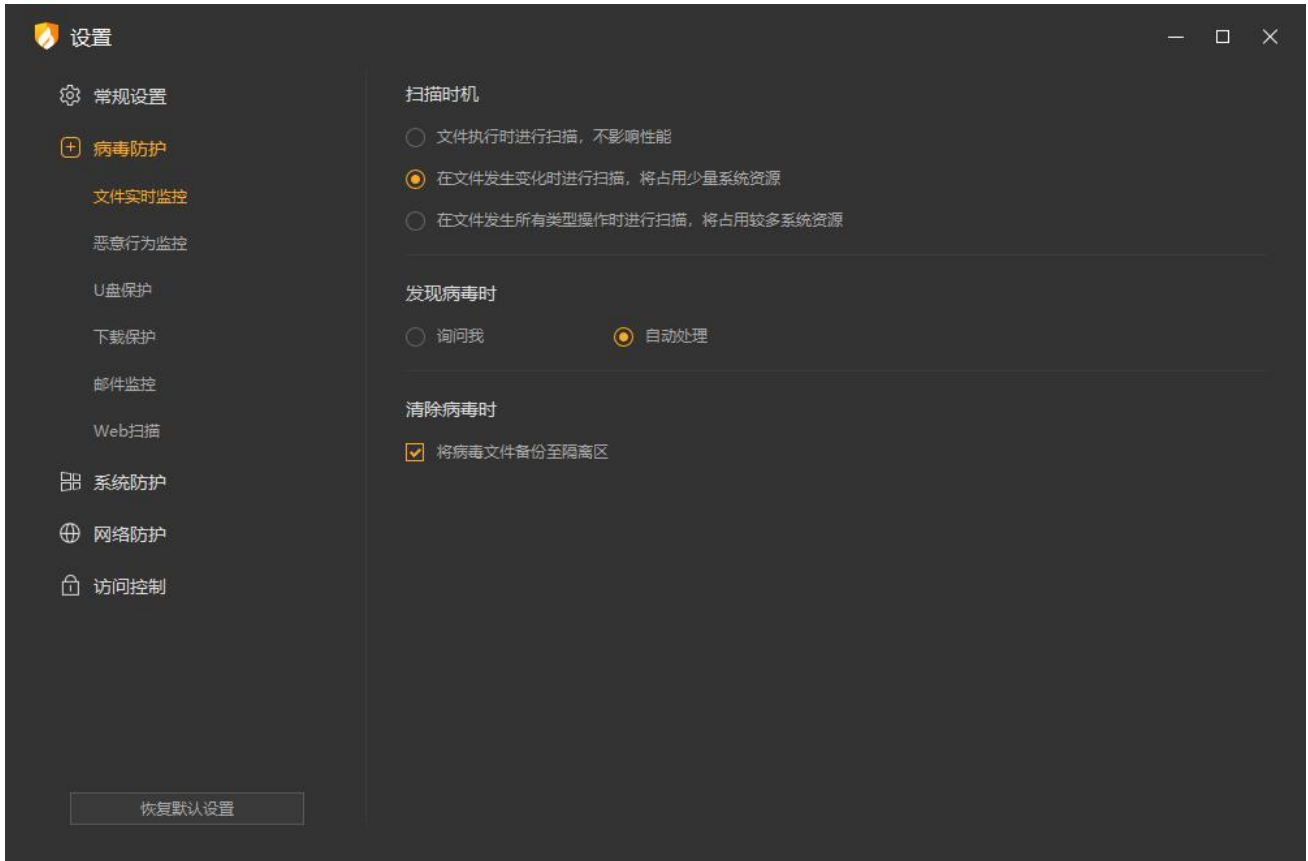 设置
常规设置
病毒防护
文件实时监控
恶意行为监控
U盘保护
下载保护
邮件监控
Web扫描
系统防护
网络防护
访问控制
恢复默认设置
扫描时机
文件执行时进行扫描，不影响性能
在文件发生变化时进行扫描，将占用少量系统资源
在文件发生所有类型操作时进行扫描，将占用较多系统资源
发现病毒时
询问我 自动处理
清除病毒时
将病毒文件备份至隔离区